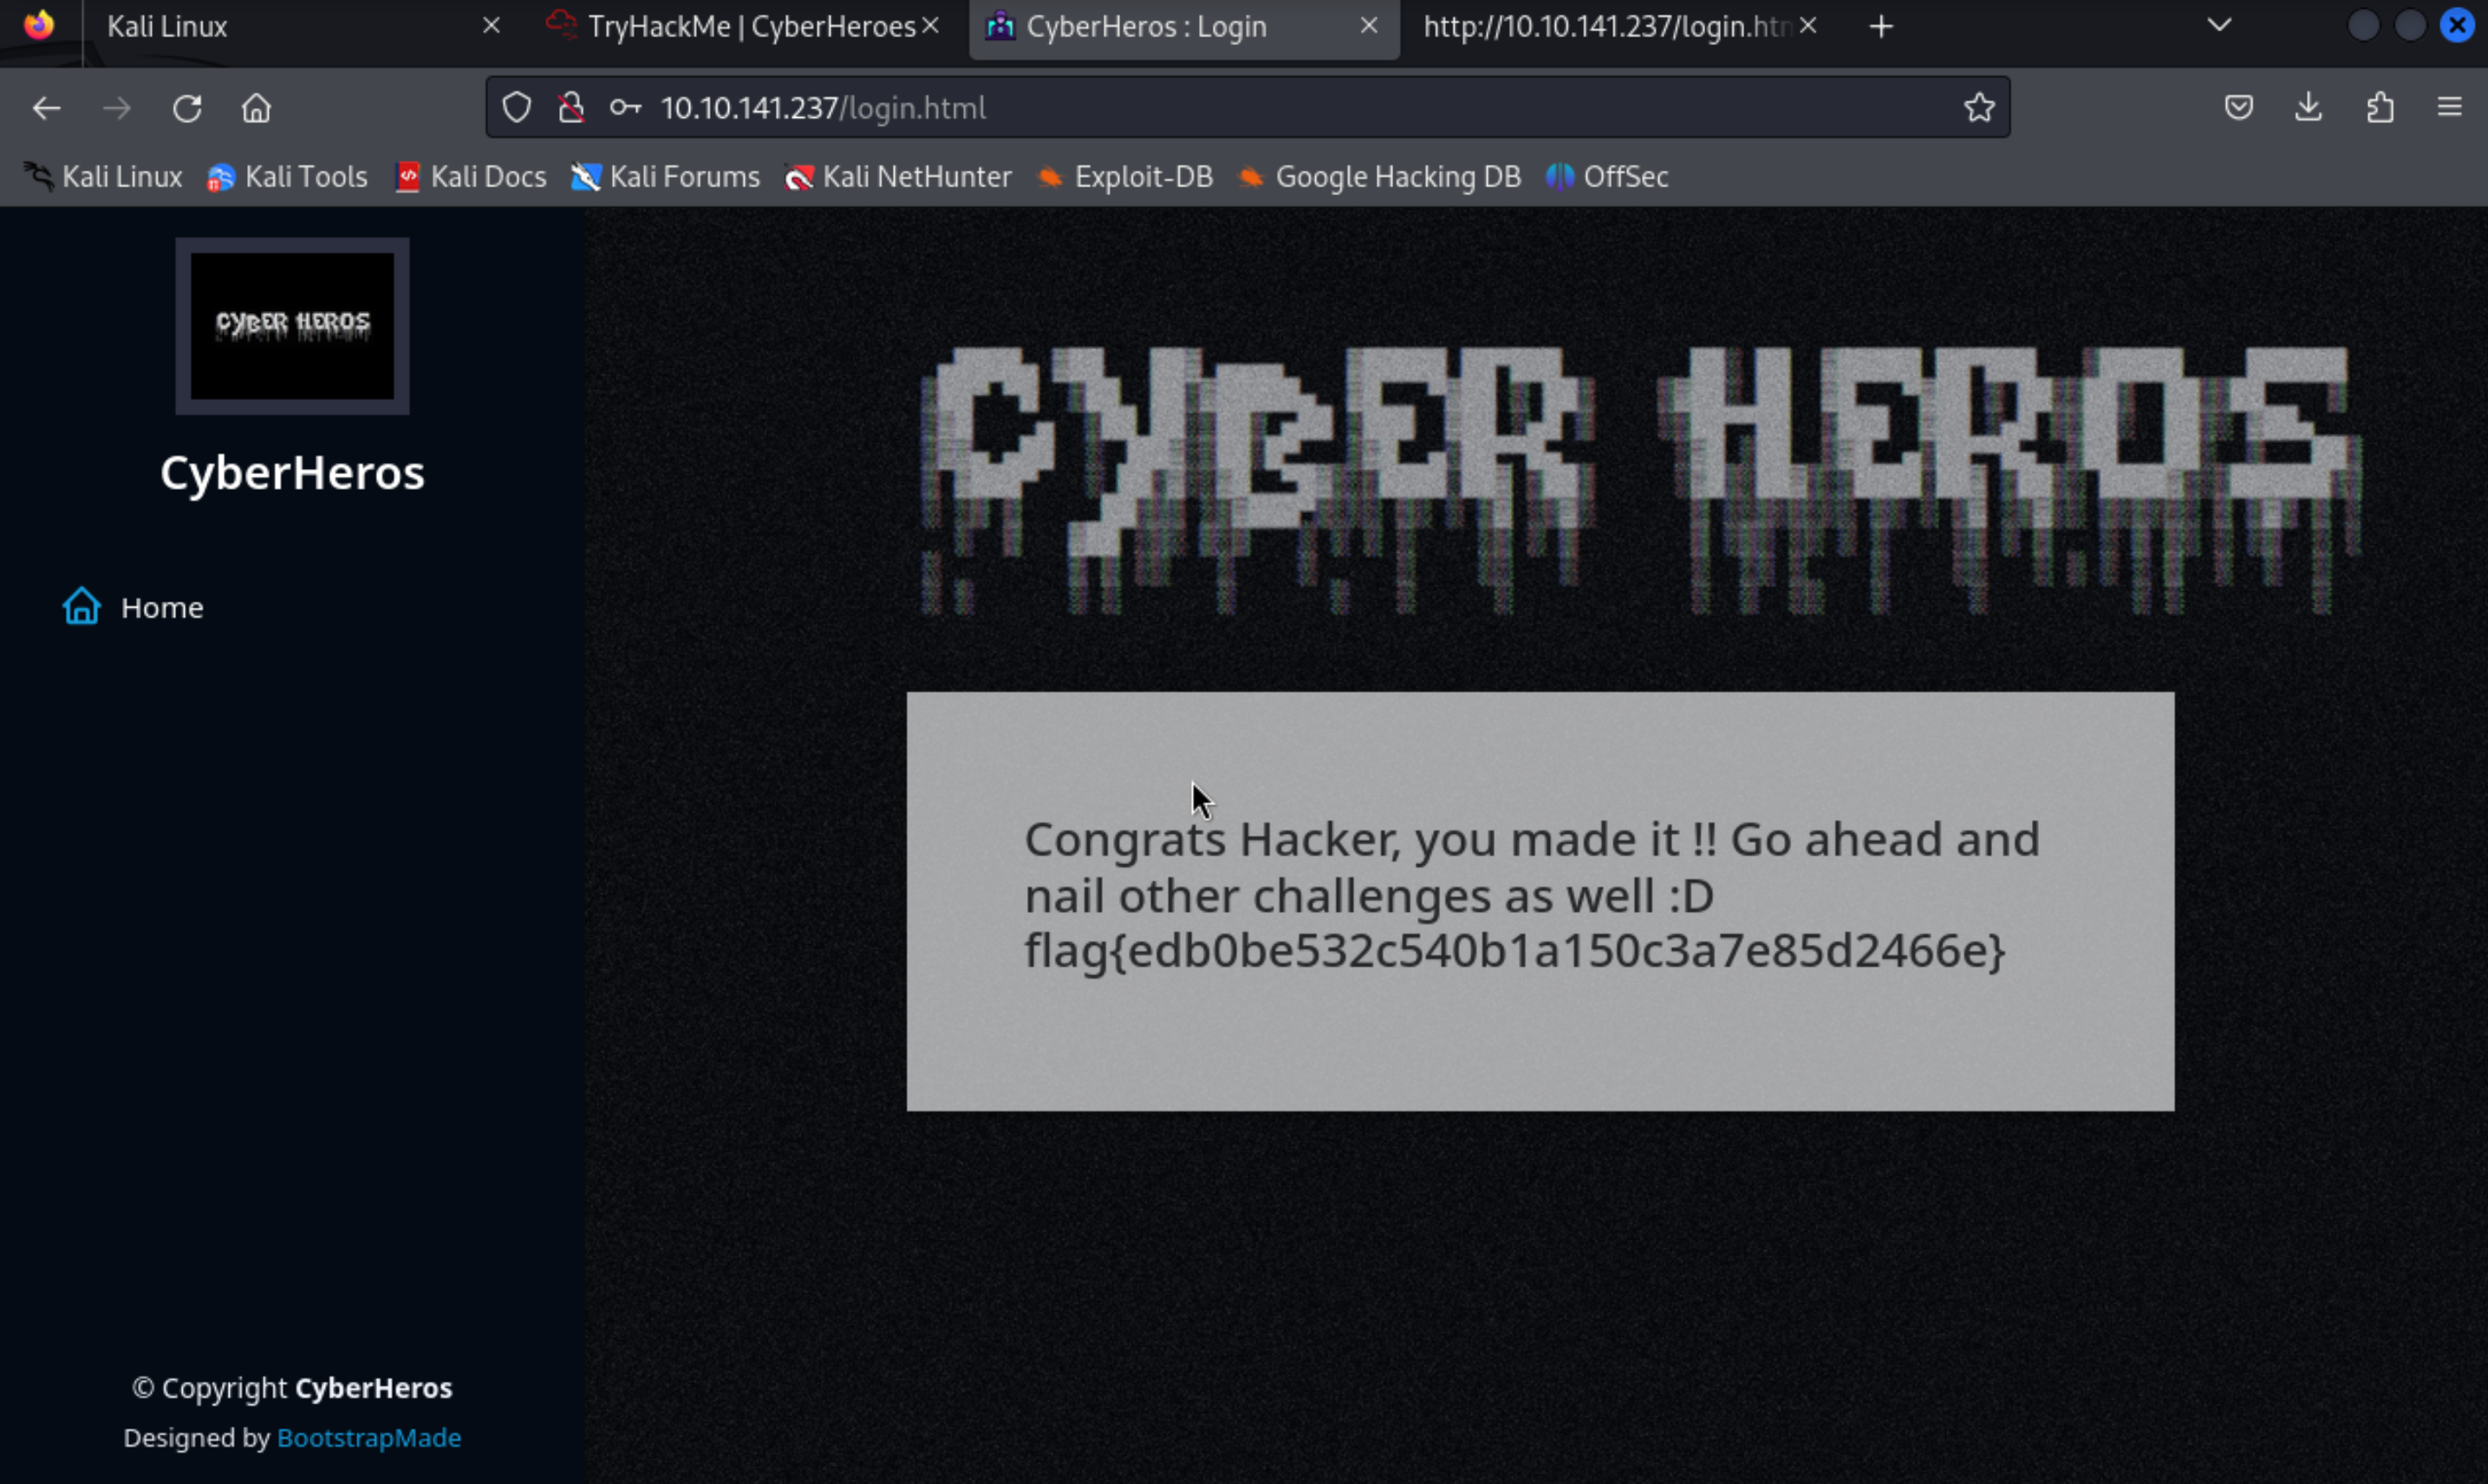 Kali Linux
TryHackMe | CyberHeroes
CyberHeros : Login
http://10.10.141.237/login.htm
10.10.141.237/login.html
Kali Linux Kali Tools Kali Docs Kali Forums Kali NetHunter Exploit-DB Google Hacking DB OffSec
CYBER HEROS
CyberHeros
Home
CYBER HEROS
Congrats Hacker, you made it !! Go ahead and
nail other challenges as well :D
flag{edb0be532c540b1a150c3a7e85d2466e}
© Copyright CyberHeros
Designed by BootstrapMade